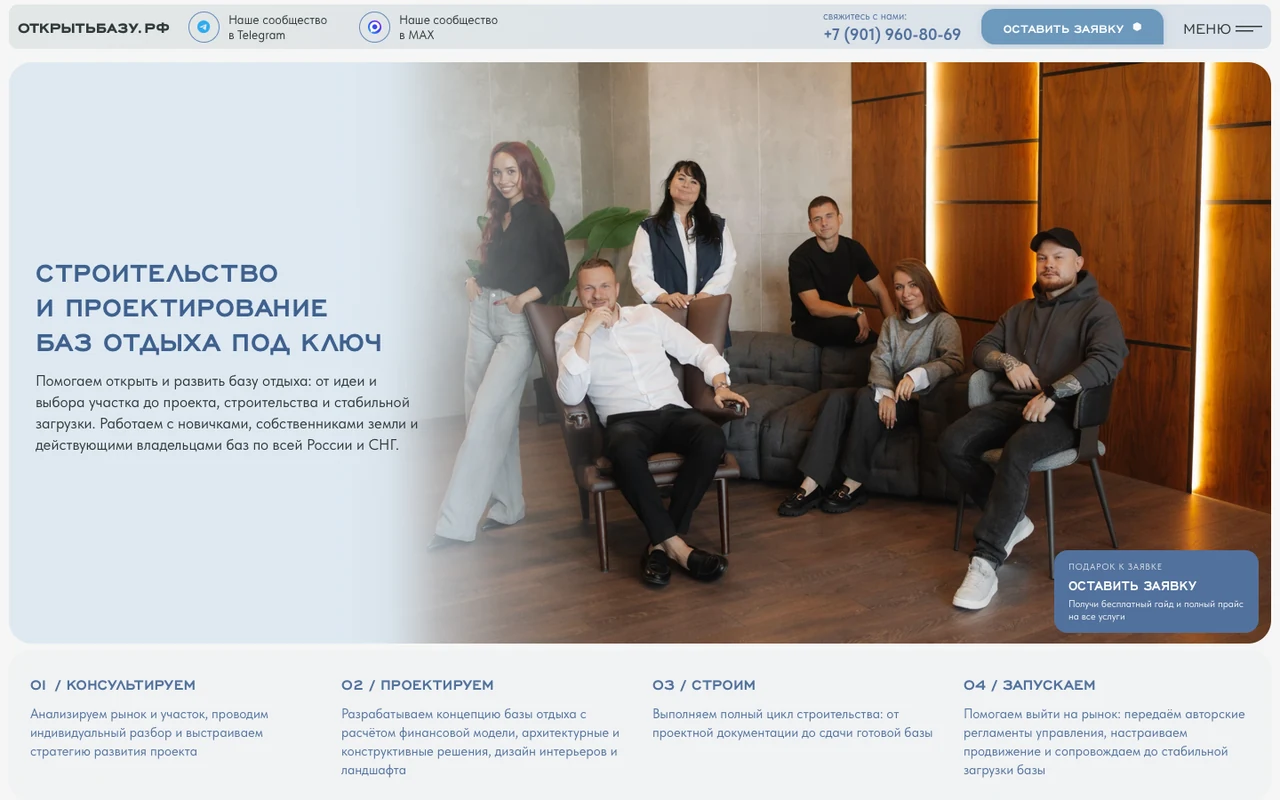 ОТКРЫТЬБАЗУ.РФ
Наше сообщество
в Telegram
Наше сообщество
в MAX
свяжитесь с нами:
+7 (901) 960-80-69
ОСТАВИТЬ ЗАЯВКУ
МЕНЮ
СТРОИТЕЛЬСТВО
И ПРОЕКТИРОВАНИЕ
БАЗ ОТДЫХА ПОД КЛЮЧ
Помогаем открыть и развить базу отдыха: от идеи и
выбора участка до проекта, строительства и стабильной
загрузки. Работаем с новичками, собственниками земли и
действующими владельцами баз по всей России и СНГ.
ПОДАРОК К ЗАЯВКЕ
ОСТАВИТЬ ЗАЯВКУ
Получи бесплатный гайд и полный прайс
на все услуги
01 / КОНСУЛЬТИРУЕМ
Анализируем рынок и участок, проводим
индивидуальный разбор и выстраиваем
стратегию развития проекта
02 / ПРОЕКТИРУЕМ
Разрабатываем концепцию базы отдыха с
расчётом финансовой модели, архитектурные и
конструктивные решения, дизайн интерьеров и
ландшафта
03 / СТРОИМ
Выполняем полный цикл строительства: от
проектной документации до сдачи готовой базы
04 / ЗАПУСКАЕМ
Помогаем выйти на рынок: передаём авторские
регламенты управления, настраиваем
продвижение и сопровождаем до стабильной
загрузки базы